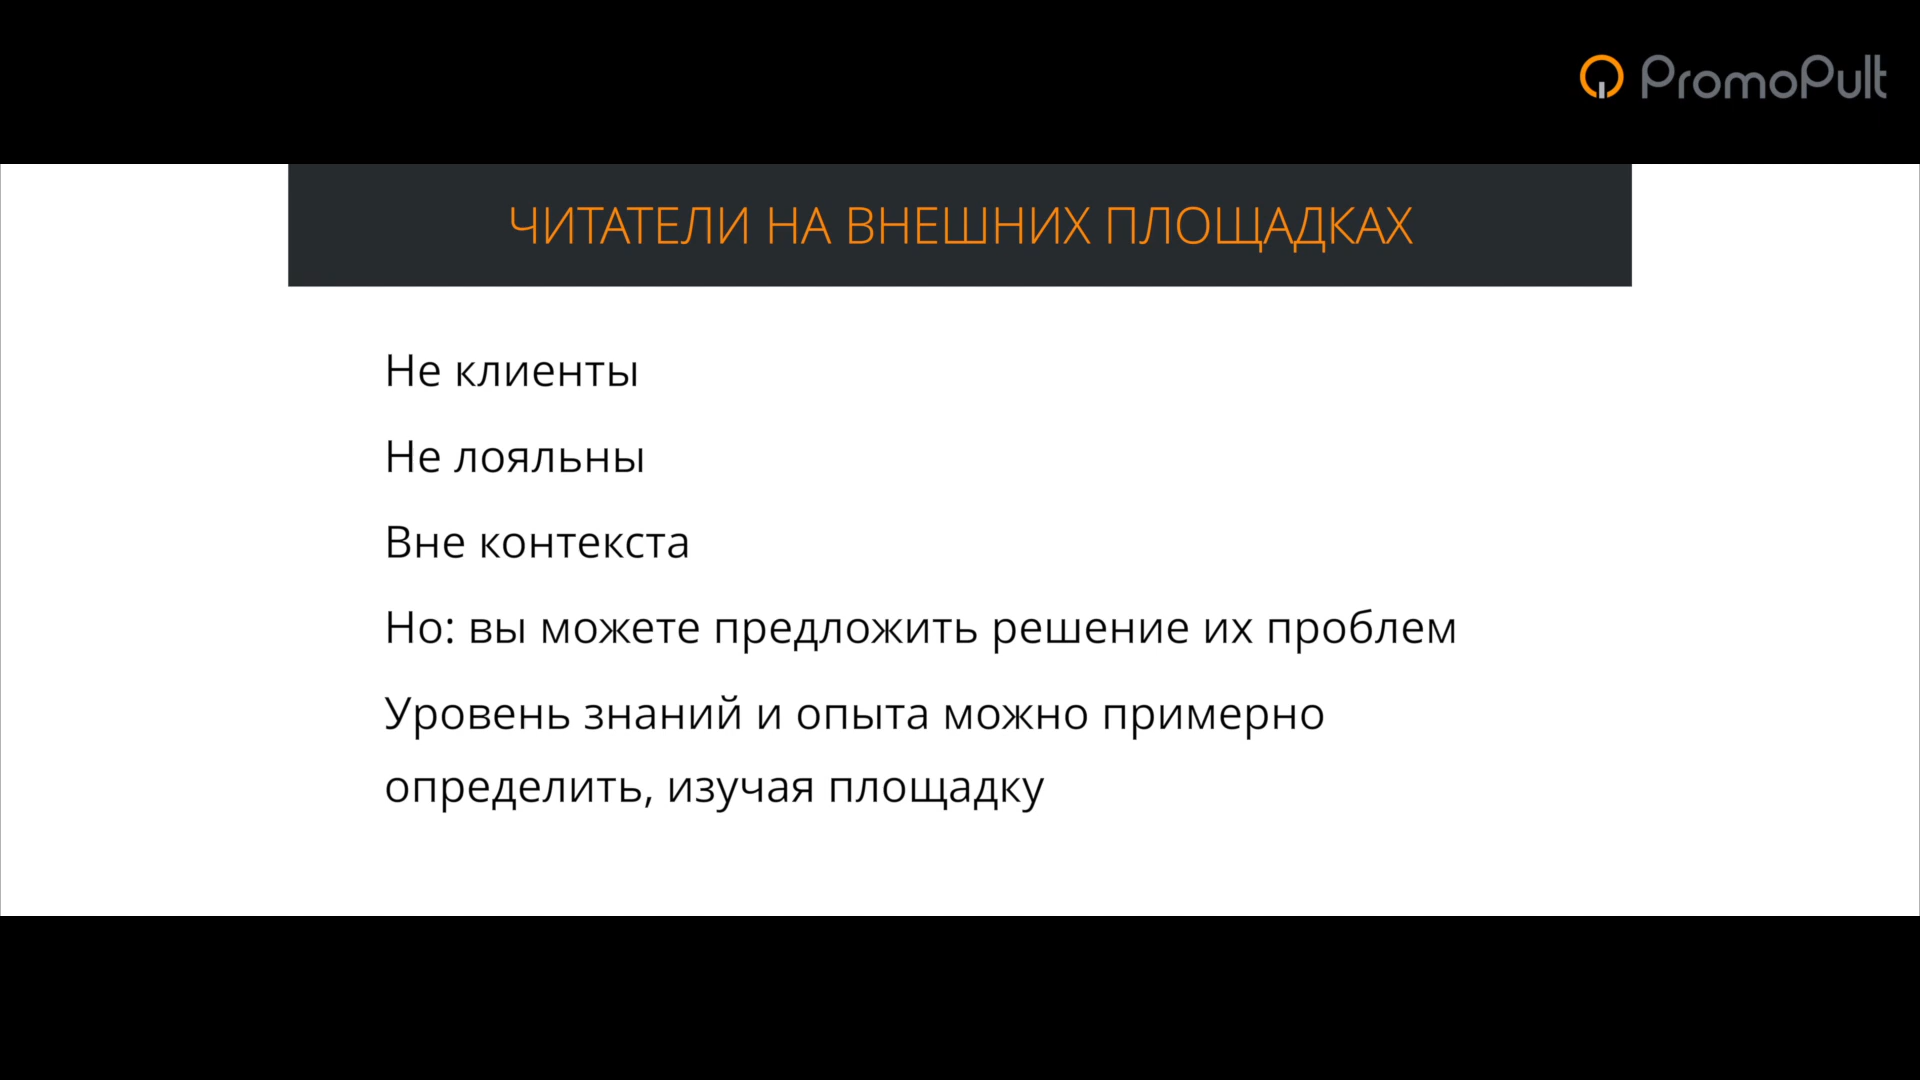 PromoPult
ЧИТАТЕЛИ НА ВНЕШНИХ ПЛОЩАДКАХ
Не клиенты
Не лояльны
Вне контекста
Но: вы можете предложить решение их проблем
Уровень знаний и опыта можно примерно
определить, изучая площадку